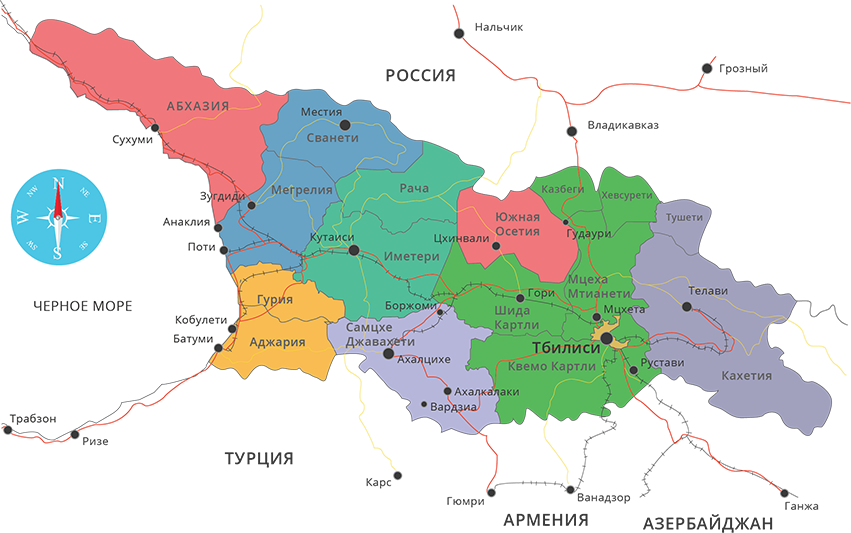 Нальчик
РОССИЯ
Грозный
АБХАЗИЯ
Местия
Владикавказ
Сухуми
Сванети
NW
N
NE
W
E
SW
S
SE
Зугдиди
Мегрелия
Рача
Казбеги
Хевсурети
Анаклия
Южная
Осетия
Тушети
Поти
Кутаиси
Цхинвали
Гудаури
Имеретии
ЧЕРНОЕ МОРЕ
Гурия
Мцеха
Мтианети
Телави
Гори
Боржоми
Мцхета
Кобулети
Шида
Картли
Батуми
Аджария
Самцхе
Джавахети
Тбилиси
Ахалцихе
Квемо Картли
Рустави
Кахетия
Ахалкалаки
Вардзиа
Трабзон
Ризе
ТУРЦИЯ
Карс
Гюмри
Ванадзор
Ганжа
АРМЕНИЯ
АЗЕРБАЙДЖАН